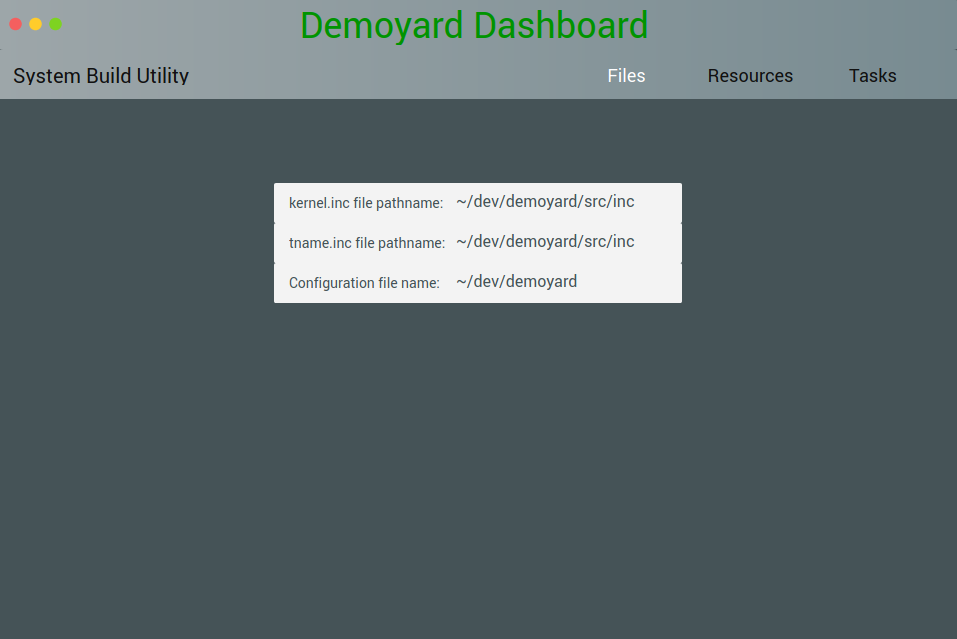 Demoyard Dashboard
System Build Utility Files Resources Tasks
kernel.inc file pathname: ~/dev/demoyard/src/inc
tname.inc file pathname: ~/dev/demoyard/src/inc
Configuration file name: ~/dev/demoyard